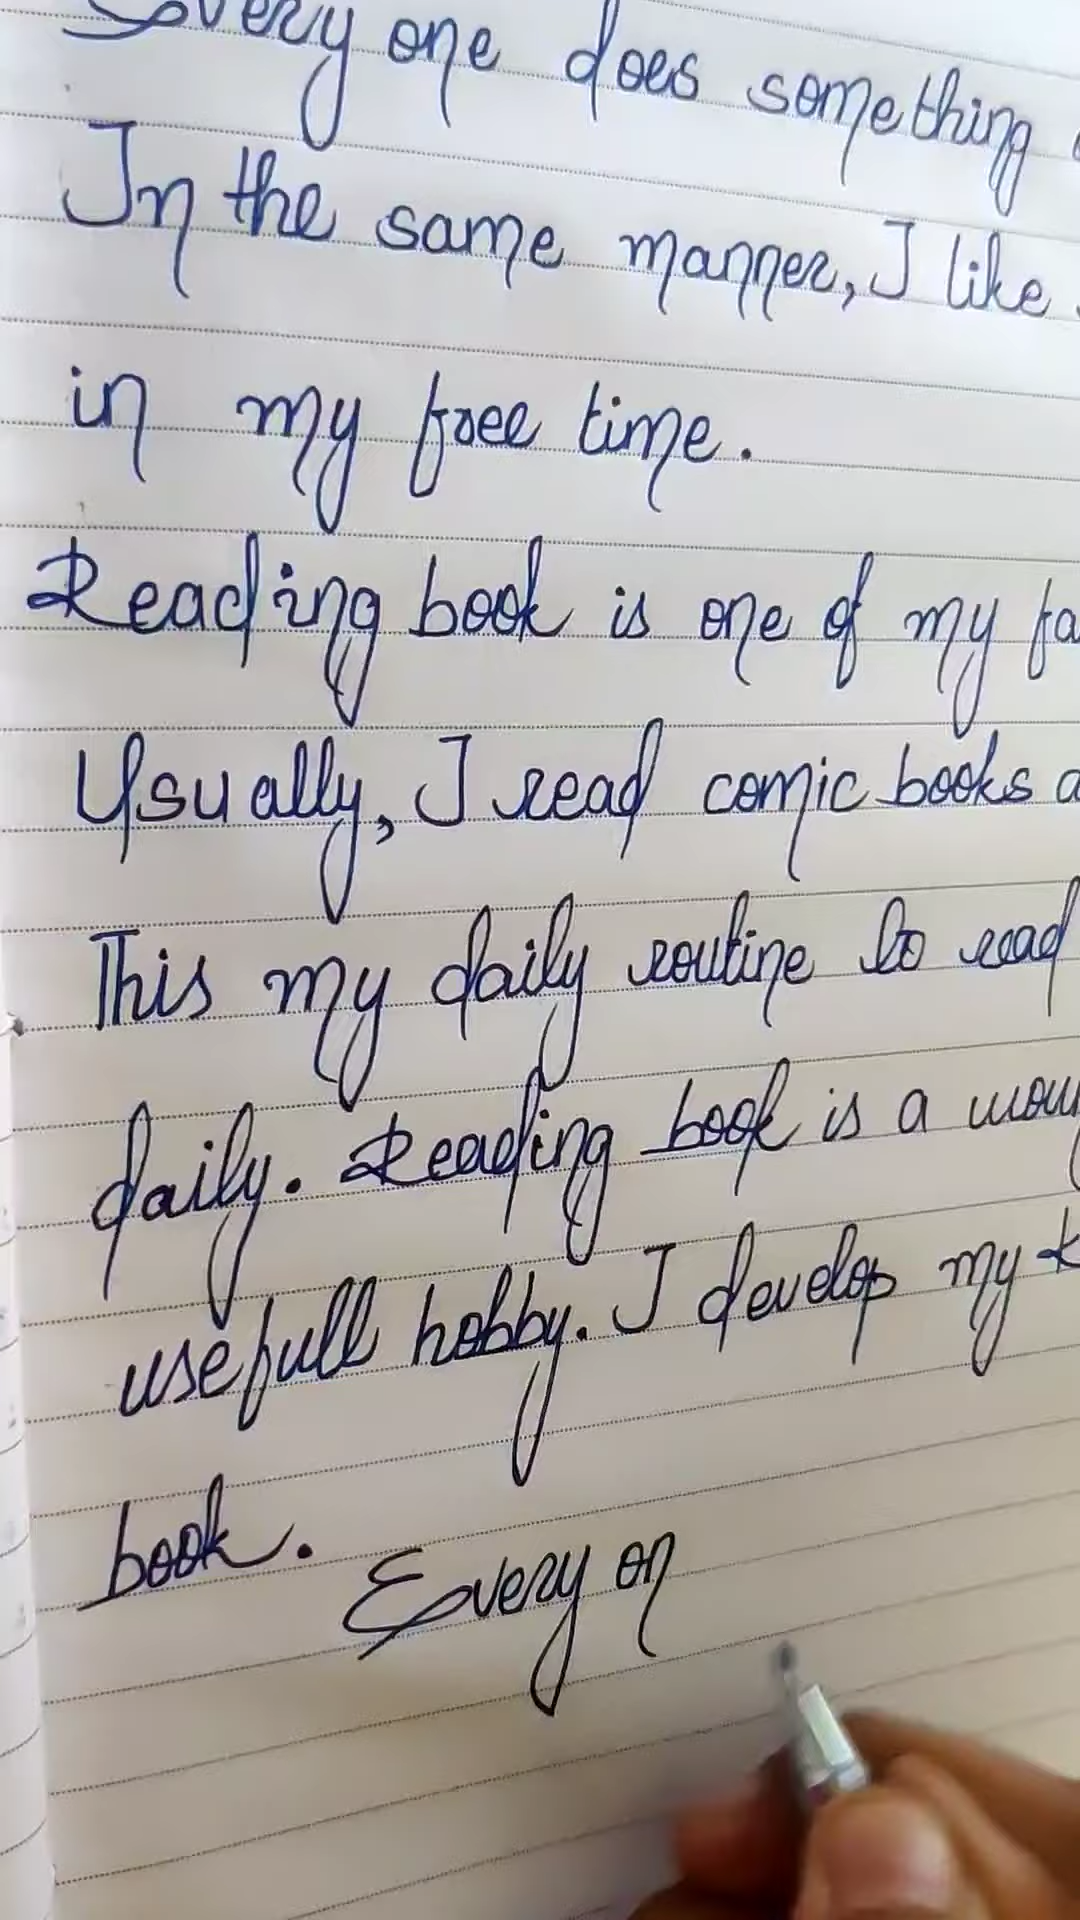 Every one does something
In the same manner, I like
in my free time.
Reading book is one of my
Usually, I read comic books
This my daily routine to read
daily. Reading book is a
usefull hobby. I develop my
book. Every on